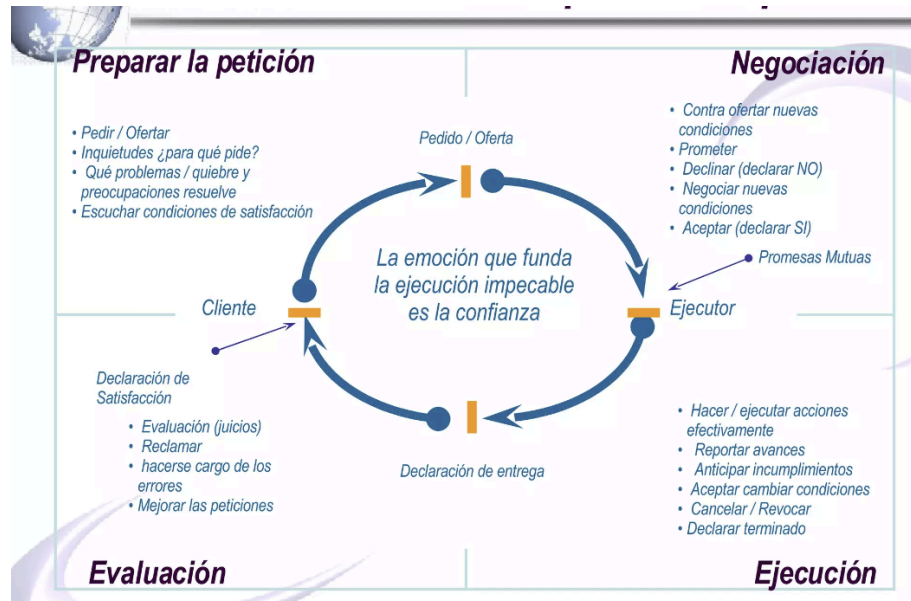 Preparar la petición
Negociación
• Pedir / Ofertar
• Inquietudes ¿para qué pide?
• Qué problemas / quiebre y
preocupaciones resuelve
• Escuchar condiciones de satisfacción
Pedido / Oferta
• Contra ofertar nuevas
condiciones
• Prometer
• Declinar (declarar NO)
• Negociar nuevas
condiciones
• Aceptar (declarar SI)
Promesas Mutuas
La emoción que funda
la ejecución impecable
es la confianza
Cliente
Ejecutor
Declaración de
Satisfacción
• Evaluación (juicios)
• Reclamar
• hacerse cargo de los
errores
• Mejorar las peticiones
Declaración de entrega
• Hacer / ejecutar acciones
efectivamente
• Reportar avances
• Anticipar incumplimientos
• Aceptar cambiar condiciones
• Cancelar / Revocar
• Declarar terminado
Evaluación
Ejecución